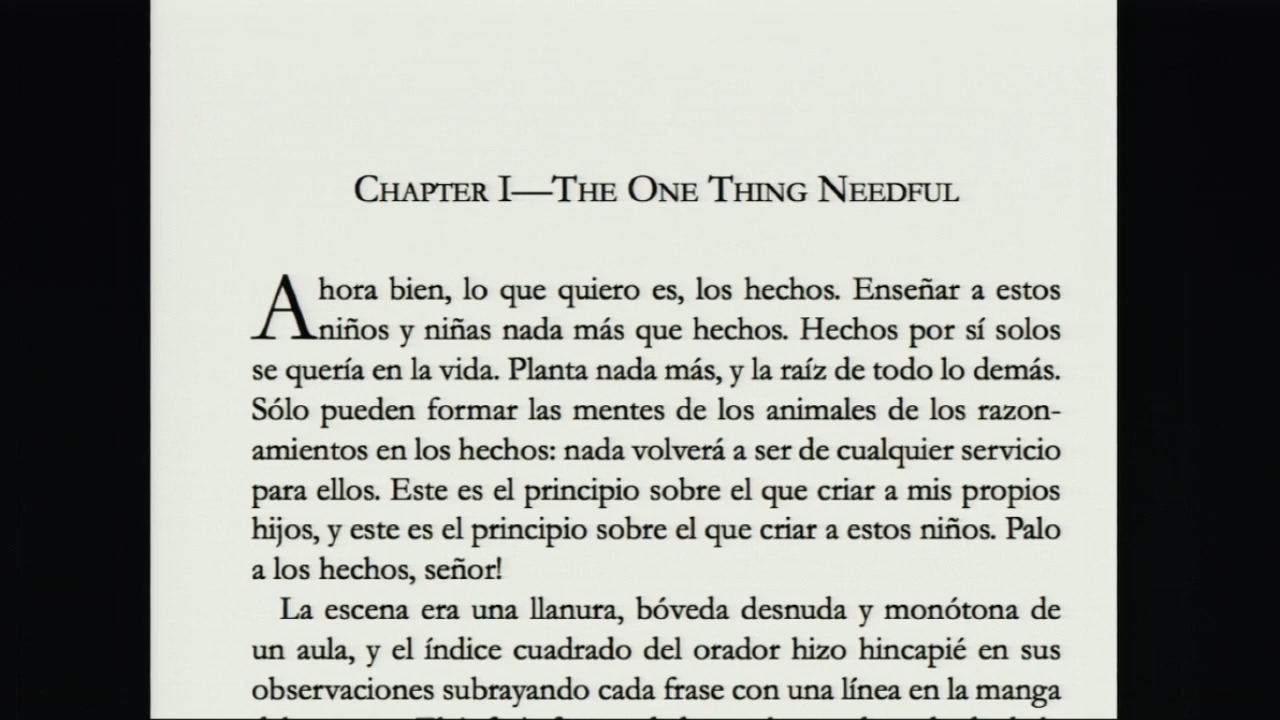 Chapter I—The One Thing Needful
Ahora bien, lo que quiero es, los hechos. Enseñar a estos
niños y niñas nada más que hechos. Hechos por sí solos
se quería en la vida. Planta nada más, y la raíz de todo lo demás.
Sólo pueden formar las mentes de los animales de los razon-
amientos en los hechos: nada volverá a ser de cualquier servicio
para ellos. Este es el principio sobre el que criar a mis propios
hijos, y este es el principio sobre el que criar a estos niños. Palo
a los hechos, señor!
La escena era una llanura, bóveda desnuda y monótona de
un aula, y el índice cuadrado del orador hizo hincapié en sus
observaciones subrayando cada frase con una línea en la manga